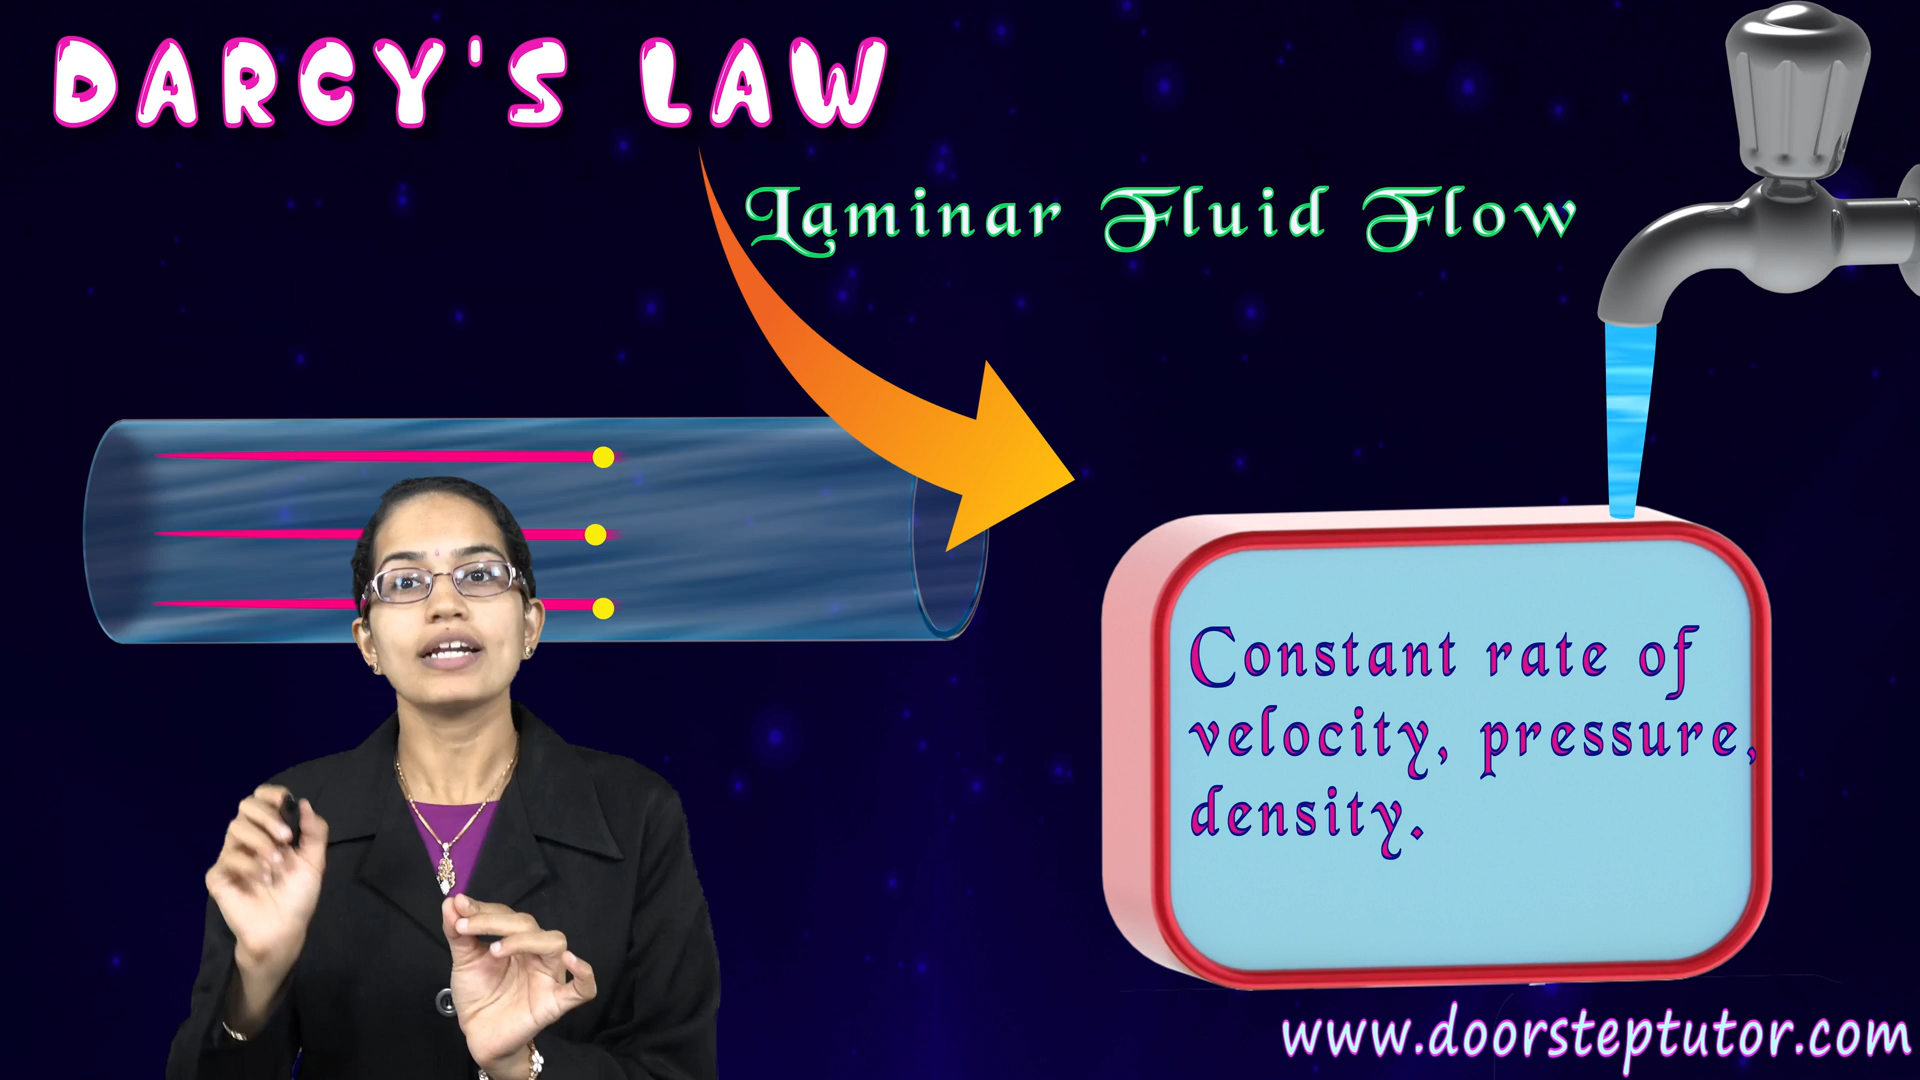 DARCY'S LAW
Laminar Fluid Flow
Constant rate of
velocity, pressure,
density.
www.doorsteptutor.com